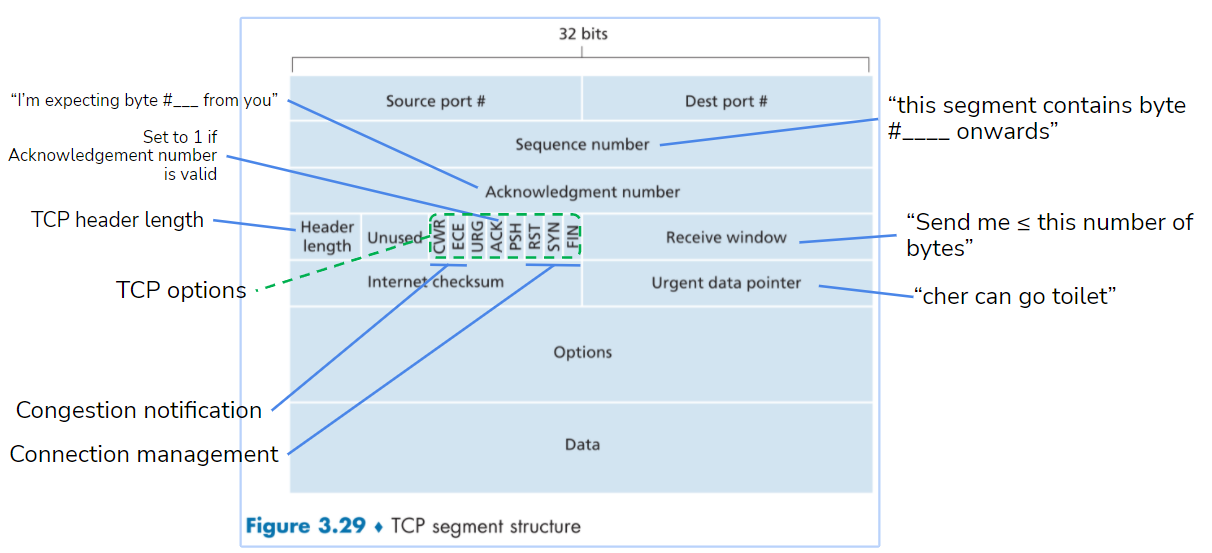 32 bits
“I’m expecting byte #___ from you”
Source port #
Dest port #
“this segment contains byte
#____ onwards”
Set to 1 if
Acknowledgement number
is valid
Sequence number
Acknowledgment number
TCP header length
Header
length
Unused
CWR
ECE
URG
ACK
PSH
RST
SYN
FIN
Receive window
“Send me ≤ this number of
bytes”
TCP options
Internet checksum
Urgent data pointer
“cher can go toilet”
Options
Congestion notification
Connection management
Data
Figure 3.29 ♦ TCP segment structure